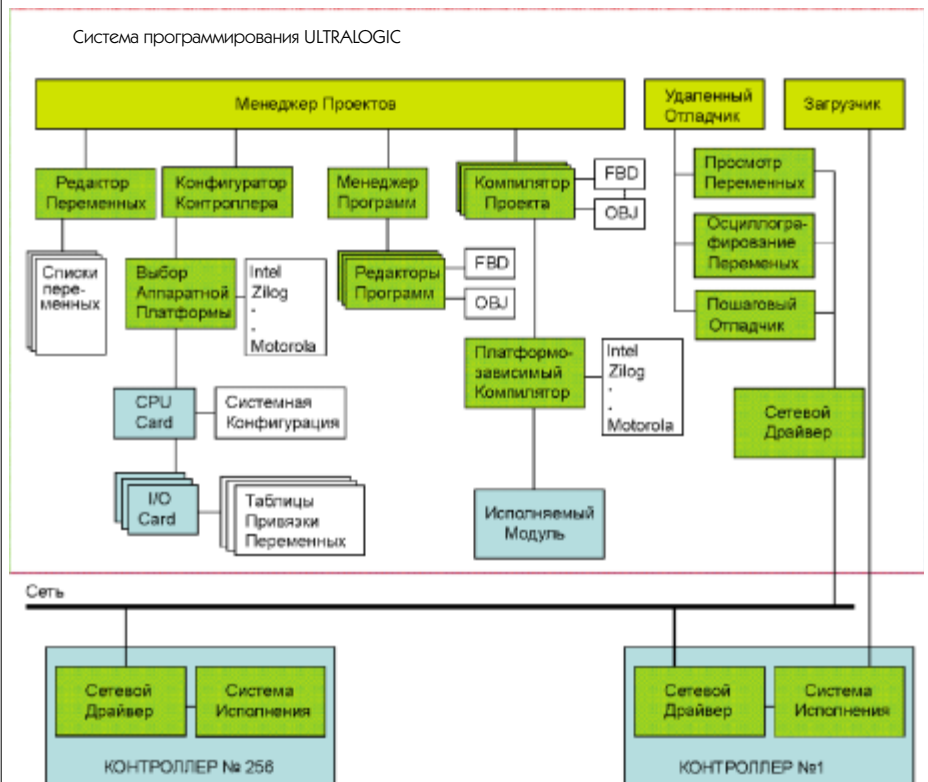 Система программирования ULTRALOGIC
Менеджер Проектов
Удаленный
Отладчик
Загрузчик
Редактор
Переменных
Конфигуратор
Контроллера
Менеджер
Программ
Компилятор
Проекта
FBD
OBJ
Просмотр
Переменных
Осциллогра-
фирование
Переменых
Пошаговый
Отладчик
Списки
пере-
менных
Выбор
Аппаратной
Платформы
Intel
Zilog
.
.
Motorola
Редакторы
Программ
FBD
OBJ
Платформо-
зависимый
Компилятор
Intel
Zilog
.
.
Motorola
CPU
Card
Системная
Конфигурация
Сетевой
Драйвер
I/O
Card
Таблицы
Привязки
Переменных
Исполняемый
Модуль
Сеть
Сетевой
Драйвер
Система
Исполнения
КОНТРОЛЛЕР № 256
Сетевой
Драйвер
Система
Исполнения
КОНТРОЛЛЕР №1